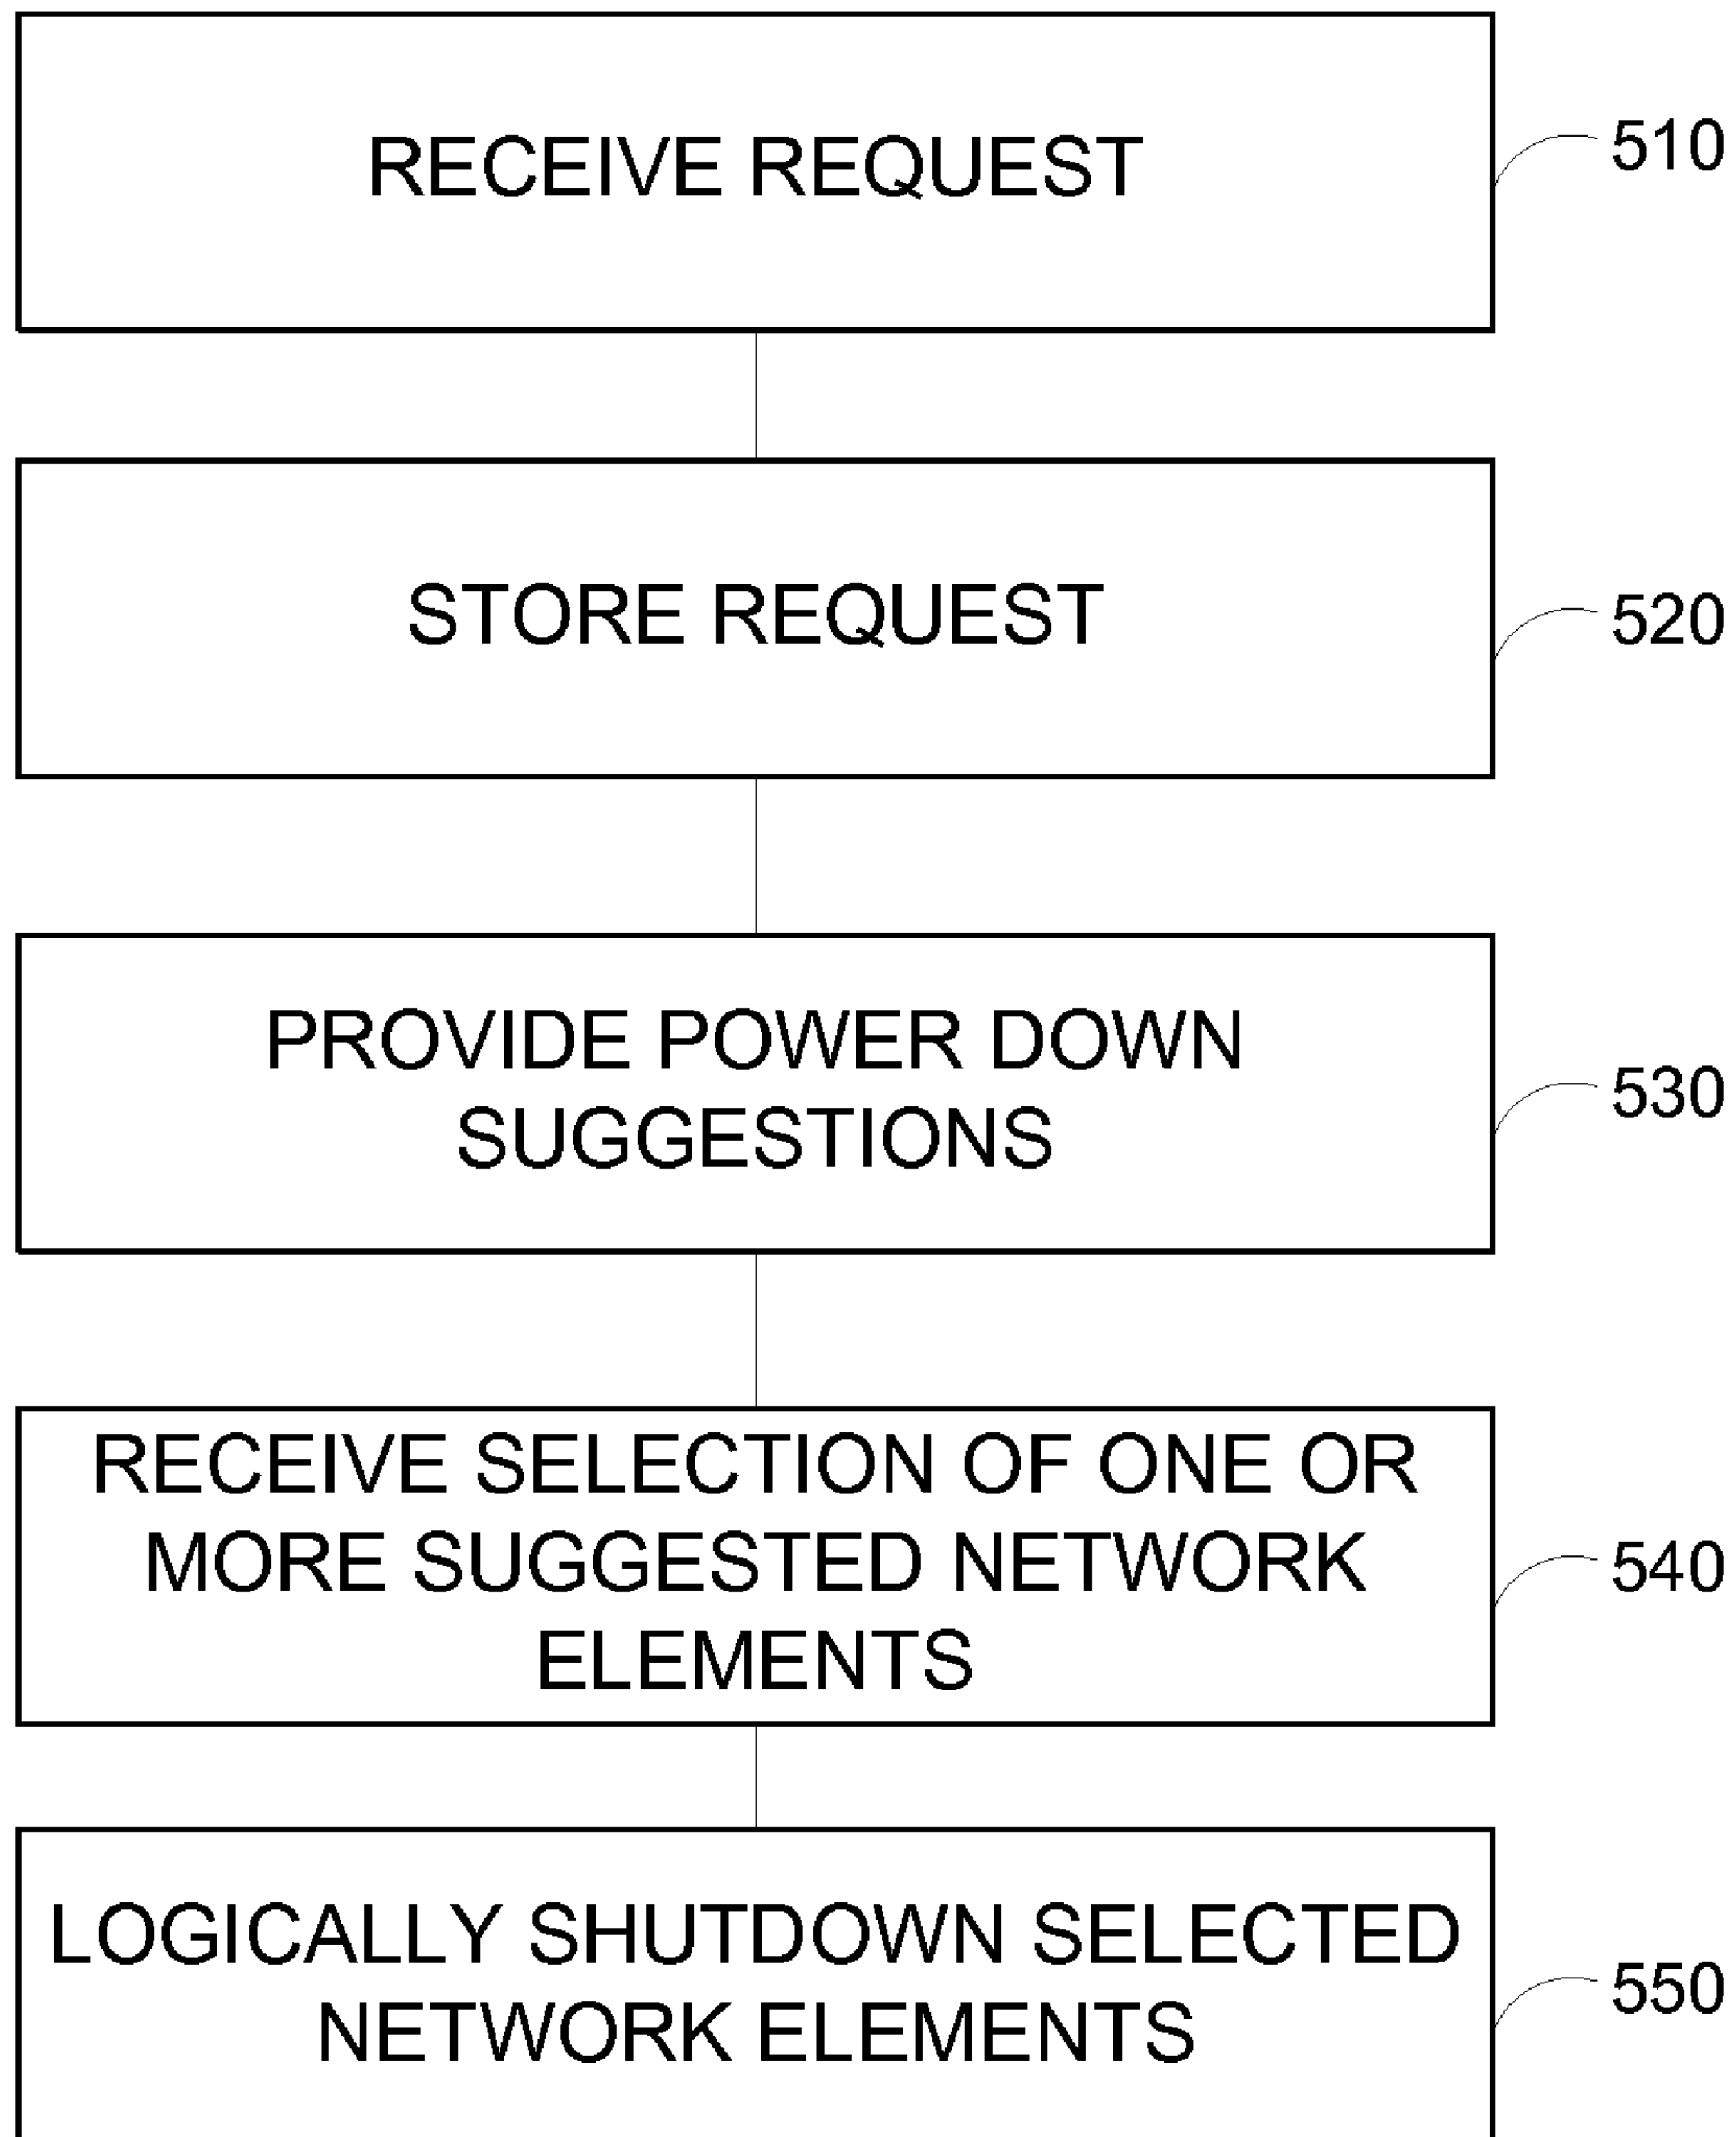 RECEIVE REQUEST
510
STORE REQUEST
520
PROVIDE POWER DOWN
SUGGESTIONS
530
RECEIVE SELECTION OF ONE OR
MORE SUGGESTED NETWORK
ELEMENTS
540
LOGICALLY SHUTDOWN SELECTED
NETWORK ELEMENTS
550